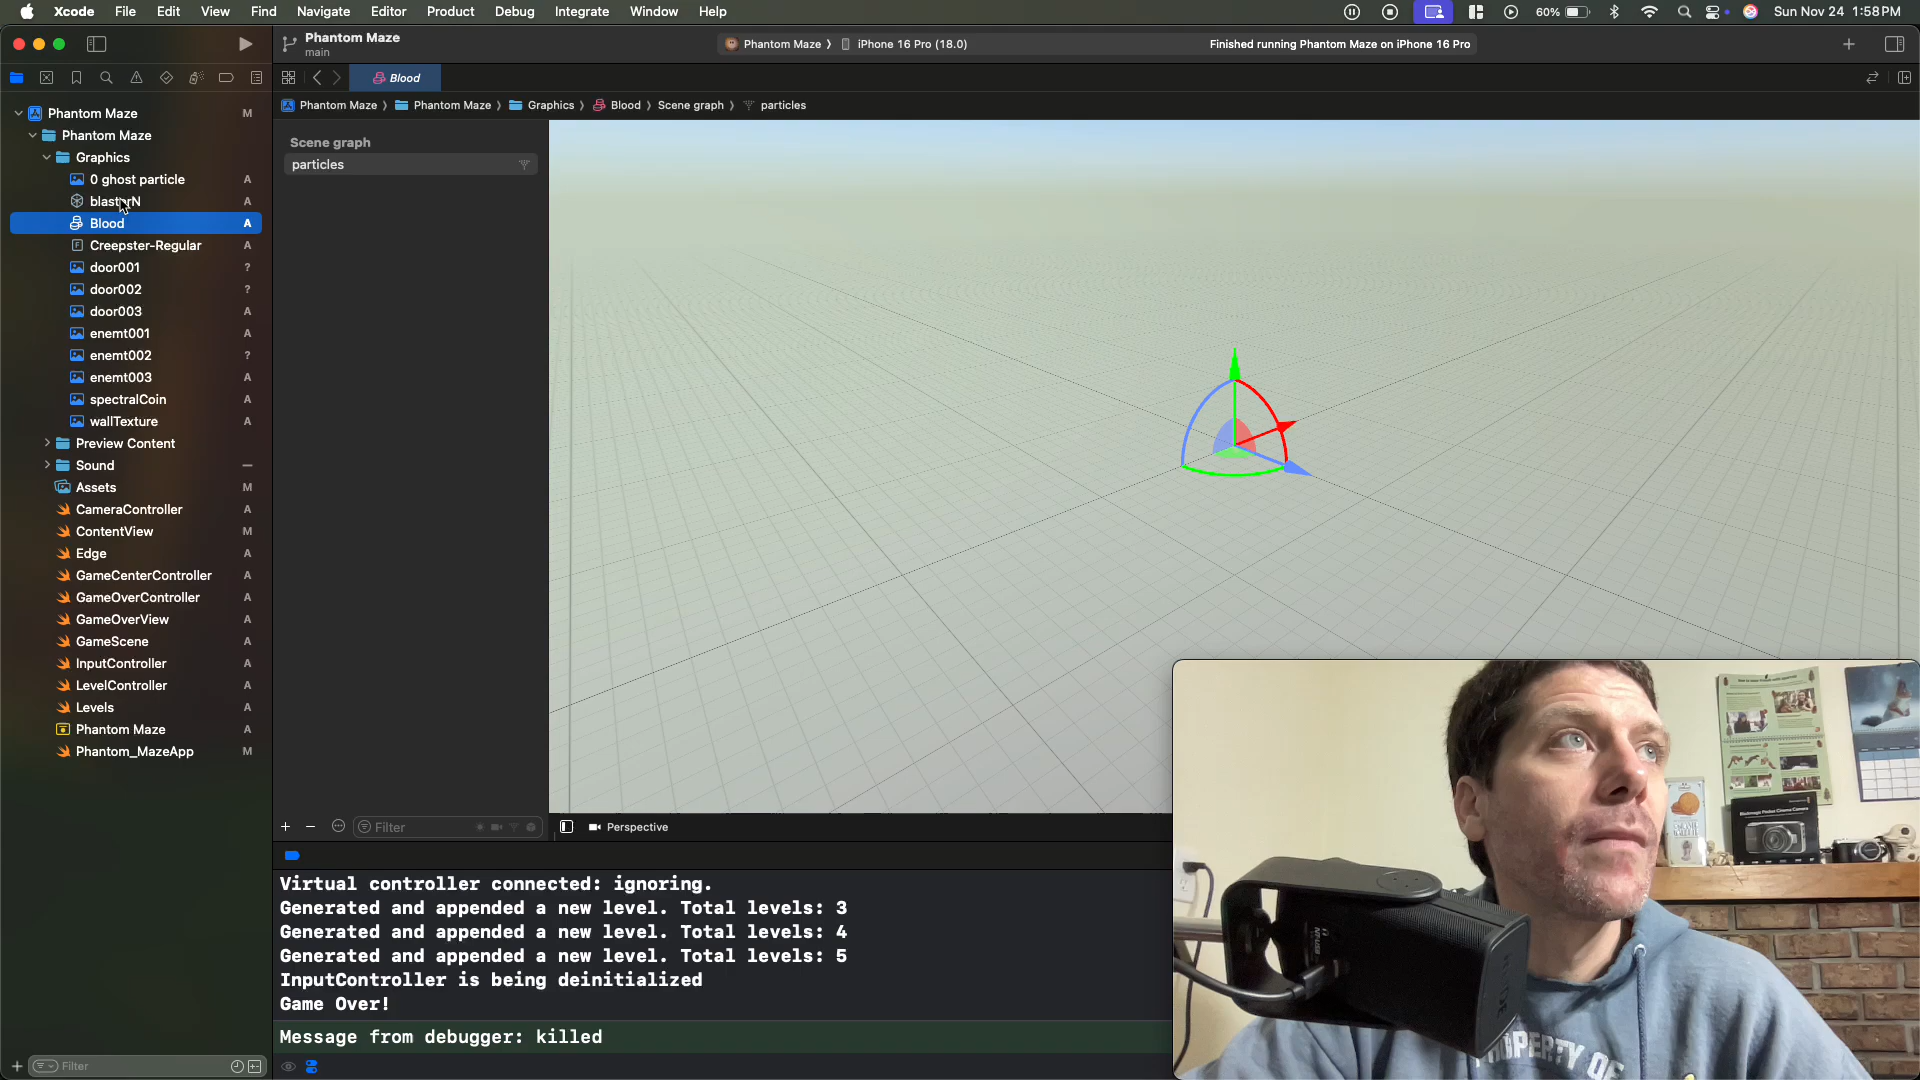 Xcode File Edit View Find Navigate Editor Product Debug Integrate Window Help 60% Sun Nov 24 1:58 PM
Phantom Maze
main
Phantom Maze iPhone 16 Pro (18.0) Finished running Phantom Maze on iPhone 16 Pro
Blood
Phantom Maze Phantom Maze Graphics Blood Scene graph particles
Phantom Maze M
Phantom Maze
Graphics
0 ghost particle A
blasterN A
Blood A
Creepster-Regular A
door001 ?
door002 ?
door003 A
enemt001 A
enemt002 ?
enemt003 A
spectralCoin A
wallTexture A
Preview Content
Sound
Assets M
CameraController A
ContentView M
Edge A
GameCenterController A
GameOverController A
GameOverView A
GameScene A
InputController A
LevelController A
Levels A
Phantom Maze A
Phantom_MazeApp M
Filter
Scene graph
particles
Filter
Perspective
Virtual controller connected: ignoring.
Generated and appended a new level. Total levels: 3
Generated and appended a new level. Total levels: 4
Generated and appended a new level. Total levels: 5
InputController is being deinitialized
Game Over!
Message from debugger: killed
PROPERTY OF